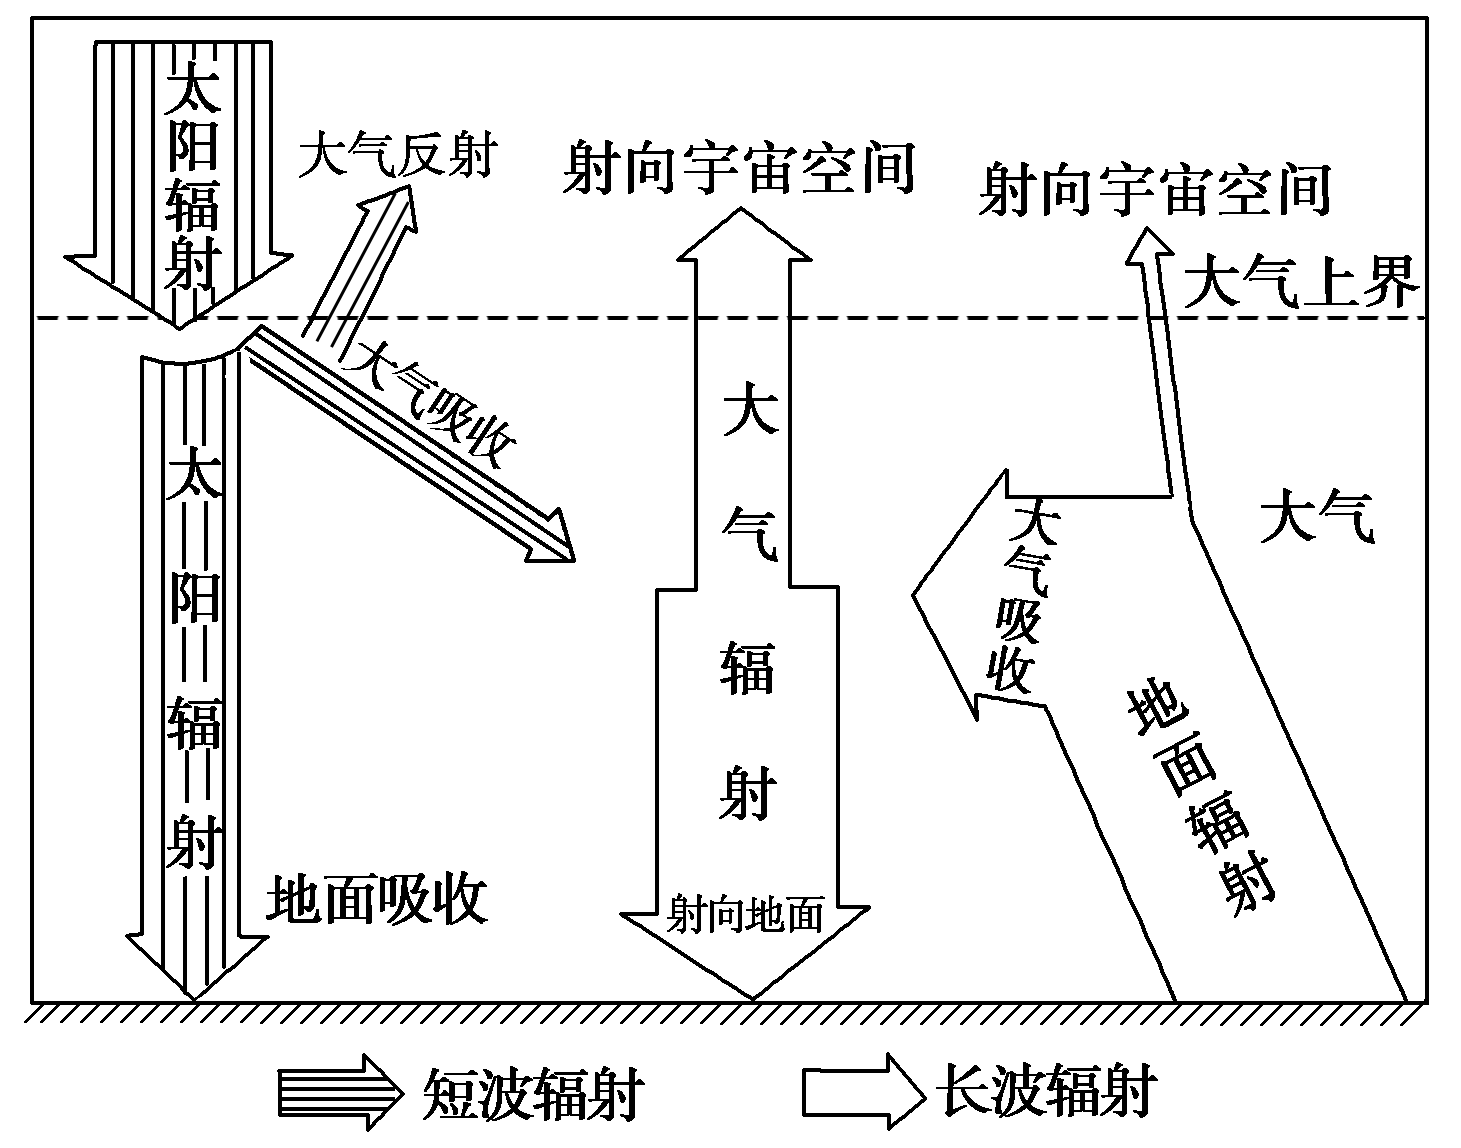 太阳辐射
大气反射
射向宇宙空间
射向宇宙空间
大气上界
大气吸收
太阳辐射
地面吸收
大气辐射
射向地面
大气
大气吸收
地面辐射
短波辐射
长波辐射